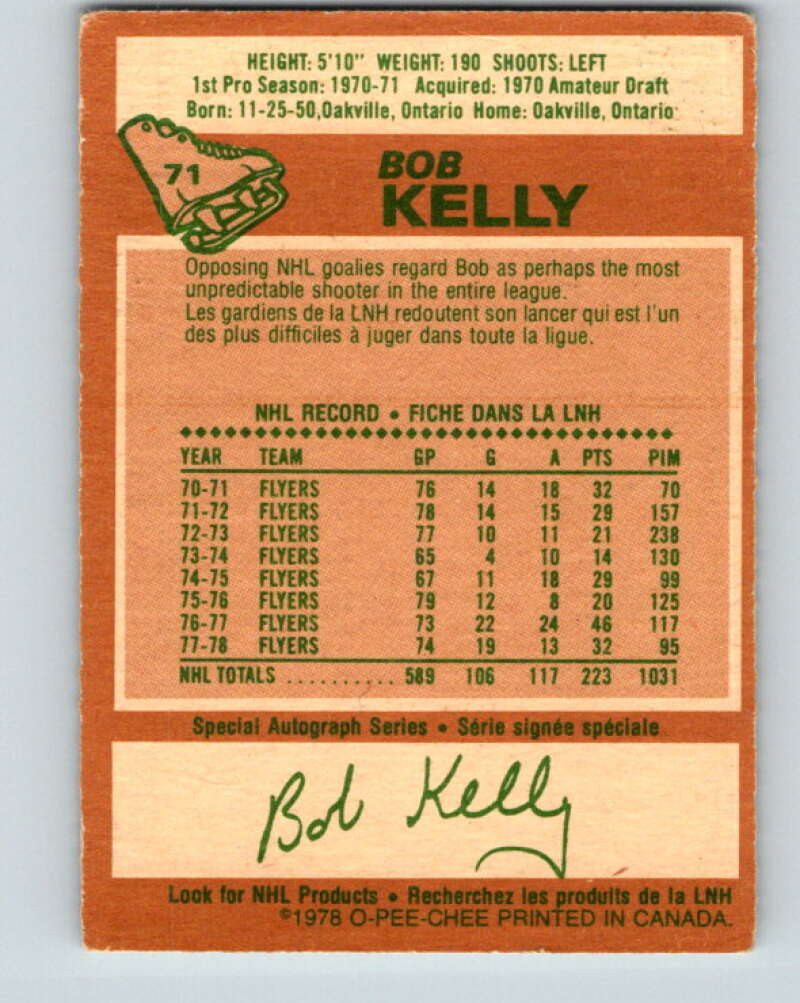 HEIGHT: 5'10" WEIGHT: 190 SHOOTS: LEFT
1st Pro Season: 1970-71 Acquired: 1970 Amateur Draft
Born: 11-25-50, Oakville, Ontario Home: Oakville, Ontario
71
BOB
KELLY
Opposing NHL goalies regard Bob as perhaps the most
unpredictable shooter in the entire league.
Les gardiens de la LNH redoutent son lancer qui est l'un
des plus difficiles à juger dans toute la ligue.
NHL RECORD • FICHE DANS LA LNH
YEAR TEAM GP G A PTS PIM
70-71 FLYERS 76 14 18 32 70
71-72 FLYERS 78 14 15 29 157
72-73 FLYERS 77 10 11 21 238
73-74 FLYERS 65 4 10 14 130
74-75 FLYERS 67 11 18 29 99
75-76 FLYERS 79 12 8 20 125
76-77 FLYERS 73 22 24 46 117
77-78 FLYERS 74 19 13 32 95
NHL TOTALS .......... 589 106 117 223 1031
Special Autograph Series • Série signée spéciale
Bob Kelly
Look for NHL Products • Recherchez les produits de la LNH
©1978 O-PEE-CHEE PRINTED IN CANADA.